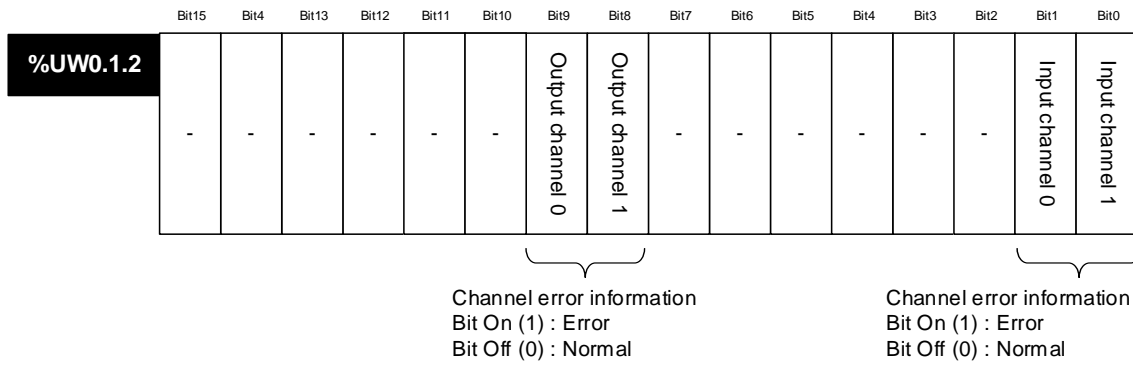 Bit15 Bit4 Bit13 Bit12 Bit11 Bit10 Bit9 Bit8 Bit7 Bit6 Bit5 Bit4 Bit3 Bit2 Bit1 Bit0
%UW0.1.2
- - - - - - Output channel 0 Output channel 1 - - - - - - Input channel 0 Input channel 1
Channel error information
Bit On (1) : Error
Bit Off (0) : Normal
Channel error information
Bit On (1) : Error
Bit Off (0) : Normal